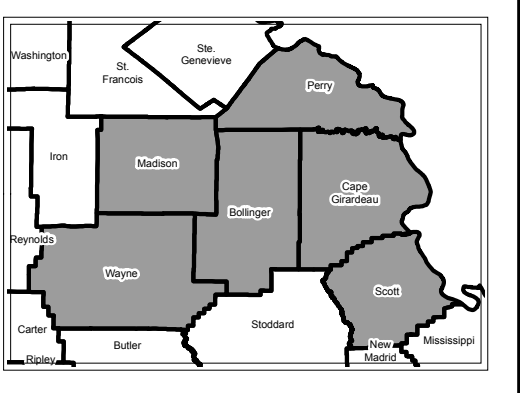 Washington
Ste.
Genevieve
St.
Francois
Perry
Iron
Madison
Cape
Girardeau
Bollinger
Reynolds
Wayne
Scott
Carter
Stoddard
Butler
New
Madrid
Mississippi
Ripley